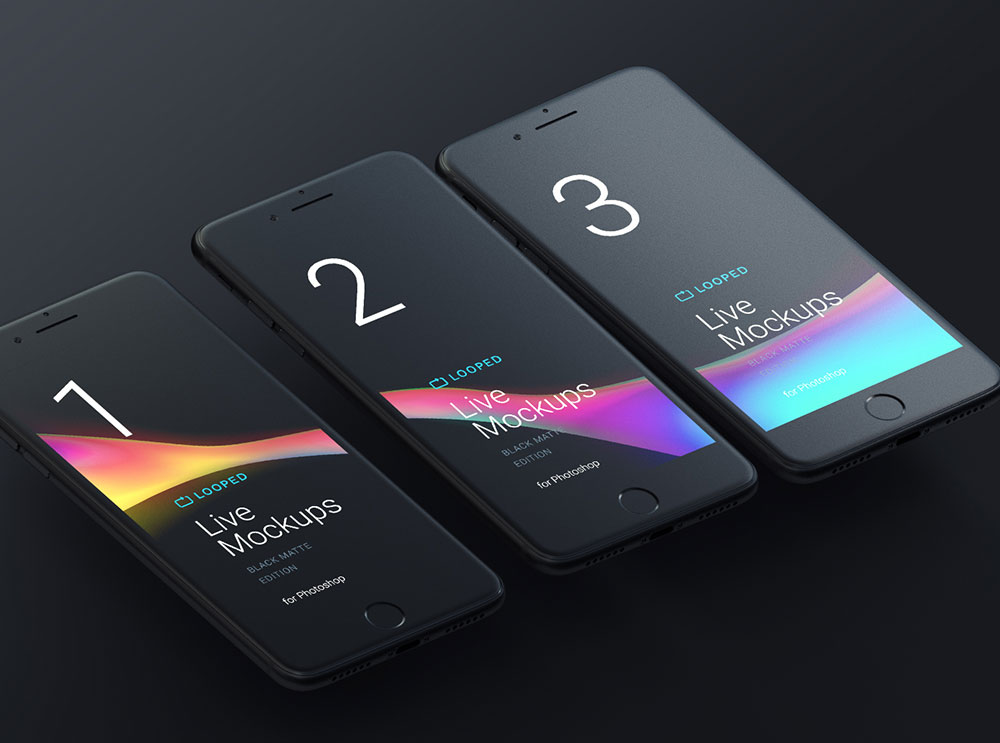 1
LOOPED
Live
Mockups
BLACK MATTE
EDITION
for Photoshop
2
LOOPED
Live
Mockups
BLACK MATTE
EDITION
for Photoshop
3
LOOPED
Live
Mockups
BLACK MATTE
for Photoshop